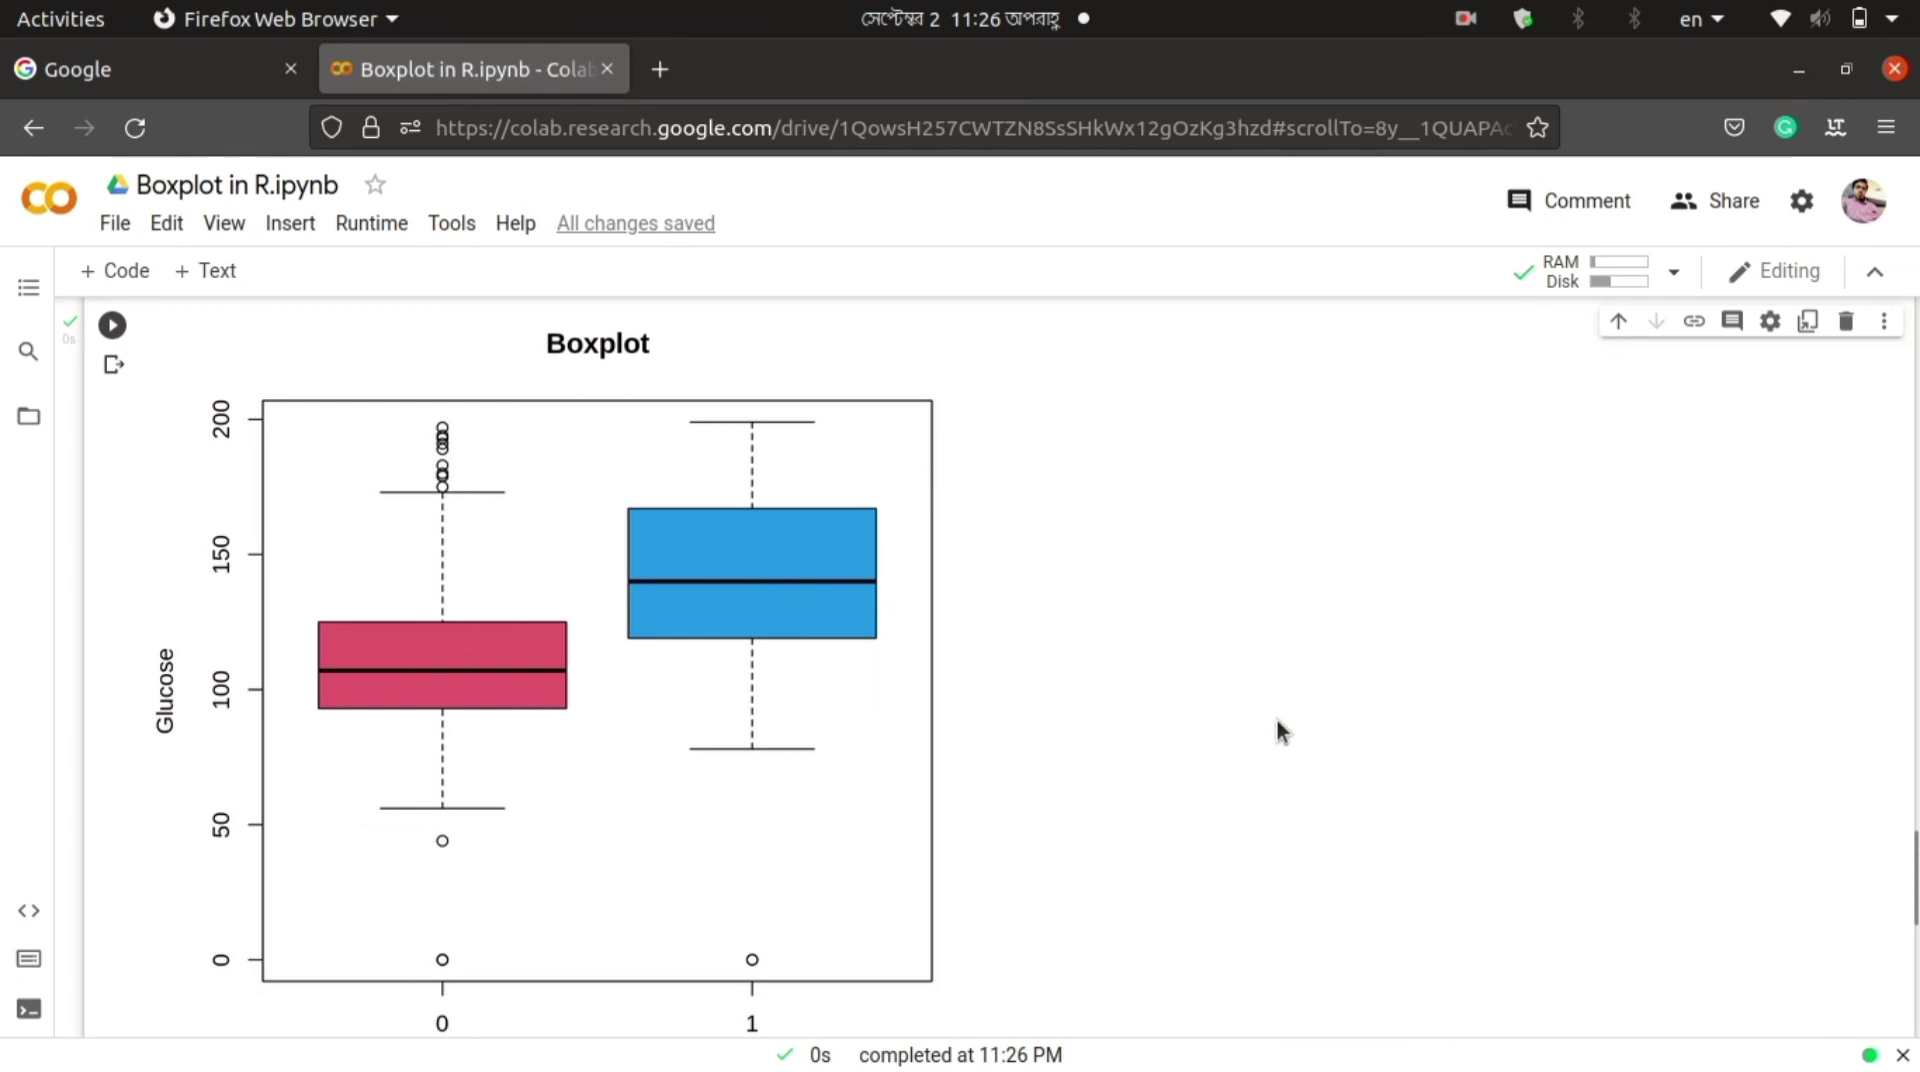 Activities Firefox Web Browser সেপ্টেম্বর 2 11:26 অপরাহ্ণ en
Google Boxplot in R.ipynb - Cola
https://colab.research.google.com/drive/1QowsH257CWTZN8SsSHkWx12gOzKg3hzd#scrollTo=8y__1QUAPAc
Boxplot in R.ipynb
File Edit View Insert Runtime Tools Help All changes saved
Comment Share
+ Code + Text
RAM
Disk
Editing
0s
Boxplot
200
150
100
50
0
Glucose
0 1
0s completed at 11:26 PM